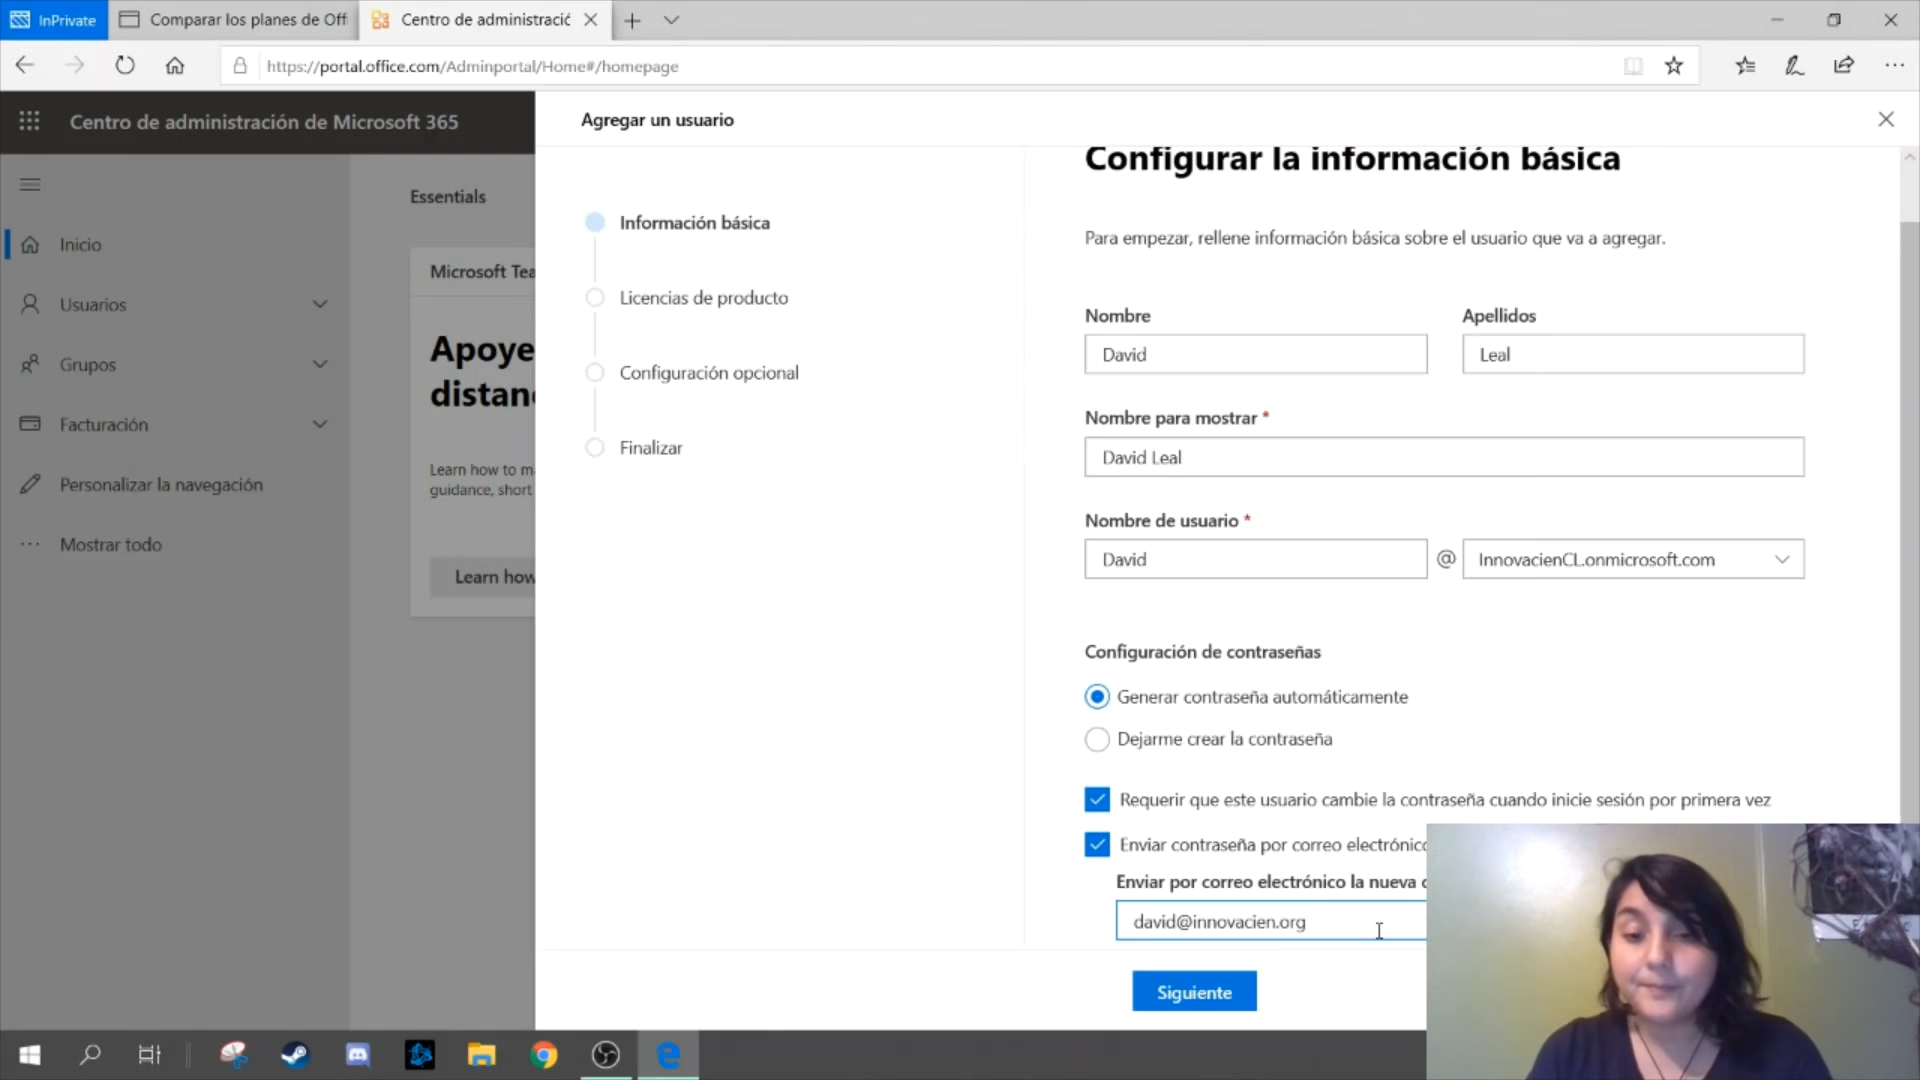 InPrivate
Comparar los planes de Offi
Centro de administració
https://portal.office.com/Adminportal/Home#/homepage
Centro de administración de Microsoft 365
Agregar un usuario
Inicio
Usuarios
Grupos
Facturación
Personalizar la navegación
Mostrar todo
Essentials
Microsoft Tea
Apoye
distan
Learn how to m
guidance, short
Learn how
Información básica
Licencias de producto
Configuración opcional
Finalizar
Configurar la información básica
Para empezar, rellene información básica sobre el usuario que va a agregar.
Nombre
Apellidos
David
Leal
Nombre para mostrar *
David Leal
Nombre de usuario *
David @ InnovacienCL.onmicrosoft.com
Configuración de contraseñas
Generar contraseña automáticamente
Dejarme crear la contraseña
Requerir que este usuario cambie la contraseña cuando inicie sesión por primera vez
Enviar contraseña por correo electrónico
Enviar por correo electrónico la nueva
david@innovacien.org
Siguiente